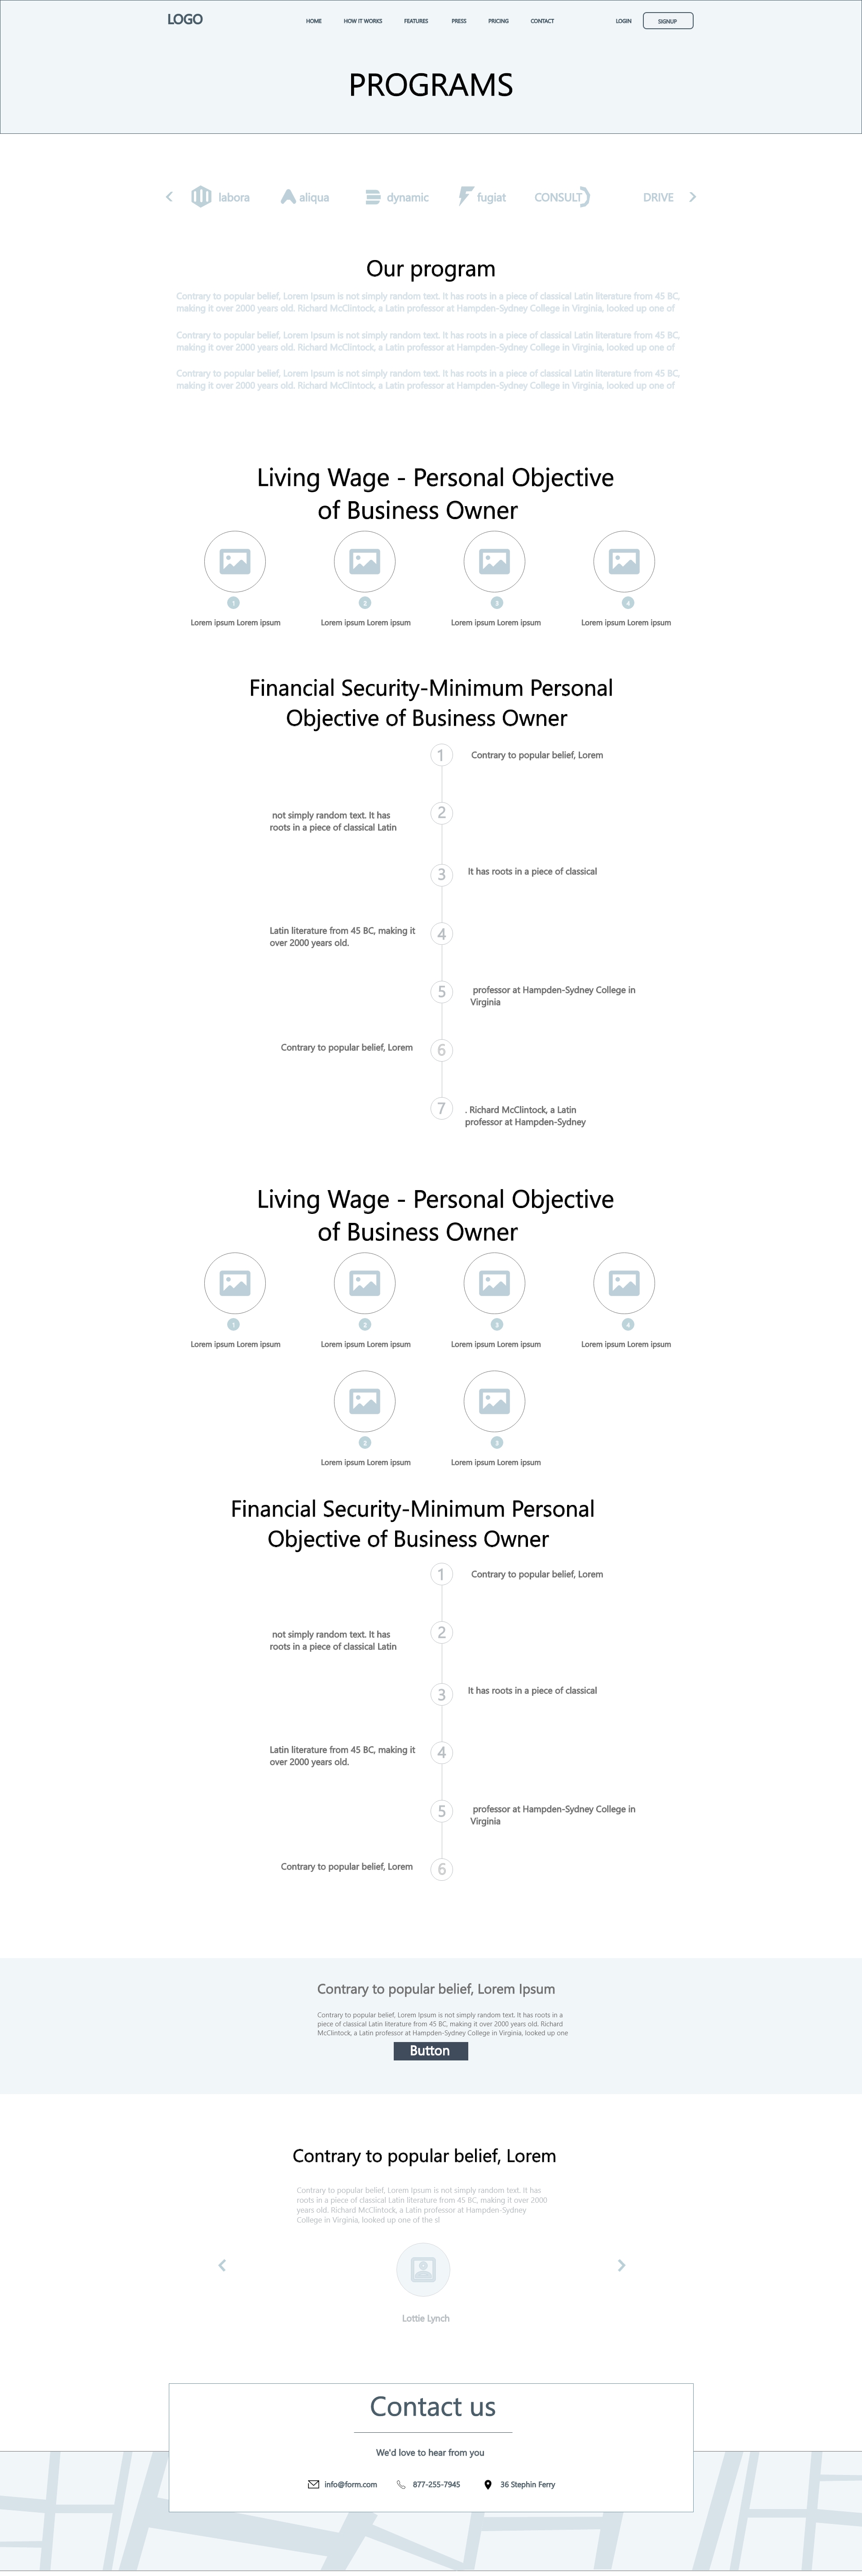 LOGO
HOME HOW IT WORKS FEATURES PRESS PRICING CONTACT LOGIN SIGNUP
PROGRAMS
labora aliqua dynamic fugiat CONSULT DRIVE
Our program
Contrary to popular belief, Lorem Ipsum is not simply random text. It has roots in a piece of classical Latin literature from 45 BC,
making it over 2000 years old. Richard McClintock, a Latin professor at Hampden-Sydney College in Virginia, looked up one of
Contrary to popular belief, Lorem Ipsum is not simply random text. It has roots in a piece of classical Latin literature from 45 BC,
making it over 2000 years old. Richard McClintock, a Latin professor at Hampden-Sydney College in Virginia, looked up one of
Contrary to popular belief, Lorem Ipsum is not simply random text. It has roots in a piece of classical Latin literature from 45 BC,
making it over 2000 years old. Richard McClintock, a Latin professor at Hampden-Sydney College in Virginia, looked up one of
Living Wage - Personal Objective
of Business Owner
1 2 3 4
Lorem ipsum Lorem ipsum Lorem ipsum Lorem ipsum Lorem ipsum Lorem ipsum Lorem ipsum Lorem ipsum
Financial Security-Minimum Personal
Objective of Business Owner
1 Contrary to popular belief, Lorem
2
not simply random text. It has
roots in a piece of classical Latin
3 It has roots in a piece of classical
4
Latin literature from 45 BC, making it
over 2000 years old.
5
professor at Hampden-Sydney College in
Virginia
Contrary to popular belief, Lorem 6
7
. Richard McClintock, a Latin
professor at Hampden-Sydney
Living Wage - Personal Objective
of Business Owner
1 2 3 4
Lorem ipsum Lorem ipsum Lorem ipsum Lorem ipsum Lorem ipsum Lorem ipsum Lorem ipsum Lorem ipsum
2 3
Lorem ipsum Lorem ipsum Lorem ipsum Lorem ipsum
Financial Security-Minimum Personal
Objective of Business Owner
1 Contrary to popular belief, Lorem
2
not simply random text. It has
roots in a piece of classical Latin
3 It has roots in a piece of classical
4
Latin literature from 45 BC, making it
over 2000 years old.
5
professor at Hampden-Sydney College in
Virginia
Contrary to popular belief, Lorem 6
Contrary to popular belief, Lorem Ipsum
Contrary to popular belief, Lorem Ipsum is not simply random text. It has roots in a
piece of classical Latin literature from 45 BC, making it over 2000 years old. Richard
McClintock, a Latin professor at Hampden-Sydney College in Virginia, looked up one
Button
Contrary to popular belief, Lorem
Contrary to popular belief, Lorem Ipsum is not simply random text. It has
roots in a piece of classical Latin literature from 45 BC, making it over 2000
years old. Richard McClintock, a Latin professor at Hampden-Sydney
College in Virginia, looked up one of the sl
Lottie Lynch
Contact us
We'd love to hear from you
info@form.com 877-255-7945 36 Stephin Ferry